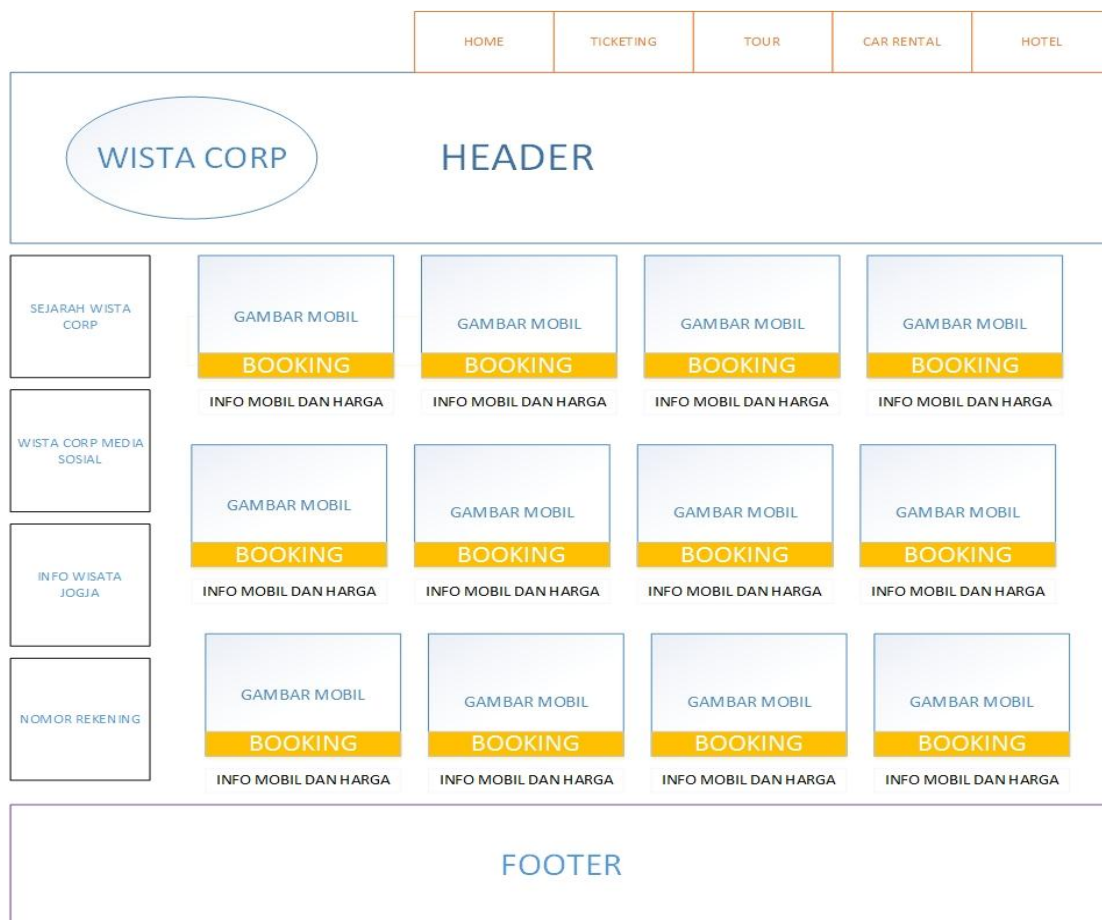 HOME TICKETING TOUR CAR RENTAL HOTEL
WISTA CORP HEADER
SEJARAH WISTA
CORP
WISTA CORP MEDIA
SOSIAL
INFO WISATA
JOGJA
NOMOR REKENING
GAMBAR MOBIL GAMBAR MOBIL GAMBAR MOBIL GAMBAR MOBIL
BOOKING BOOKING BOOKING BOOKING
INFO MOBIL DAN HARGA INFO MOBIL DAN HARGA INFO MOBIL DAN HARGA INFO MOBIL DAN HARGA
GAMBAR MOBIL GAMBAR MOBIL GAMBAR MOBIL GAMBAR MOBIL
BOOKING BOOKING BOOKING BOOKING
INFO MOBIL DAN HARGA INFO MOBIL DAN HARGA INFO MOBIL DAN HARGA INFO MOBIL DAN HARGA
GAMBAR MOBIL GAMBAR MOBIL GAMBAR MOBIL GAMBAR MOBIL
BOOKING BOOKING BOOKING BOOKING
INFO MOBIL DAN HARGA INFO MOBIL DAN HARGA INFO MOBIL DAN HARGA INFO MOBIL DAN HARGA
FOOTER